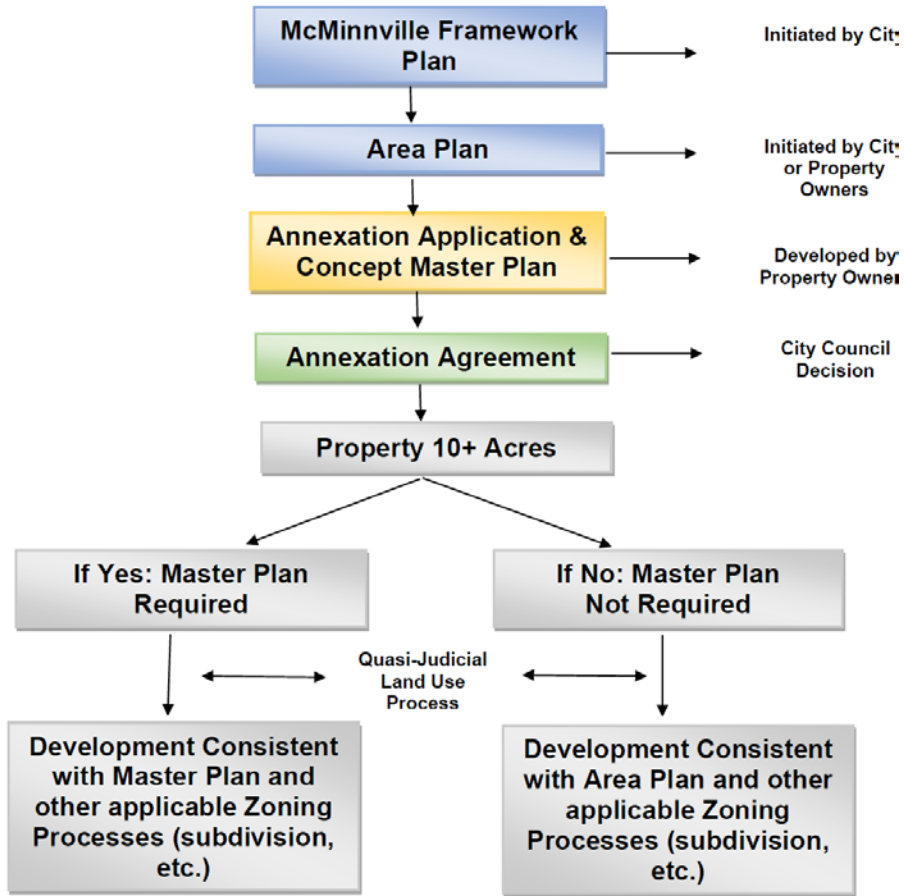 McMinnville Framework
Plan
Initiated by City
Area Plan
Initiated by City
or Property
Owners
Annexation Application &
Concept Master Plan
Developed by
Property Owner
Annexation Agreement
City Council
Decision
Property 10+ Acres
If Yes: Master Plan
Required
If No: Master Plan
Not Required
Quasi-Judicial
Land Use
Process
Development Consistent
with Master Plan and
other applicable Zoning
Processes (subdivision,
etc.)
Development Consistent
with Area Plan and other
applicable Zoning
Processes (subdivision,
etc.)